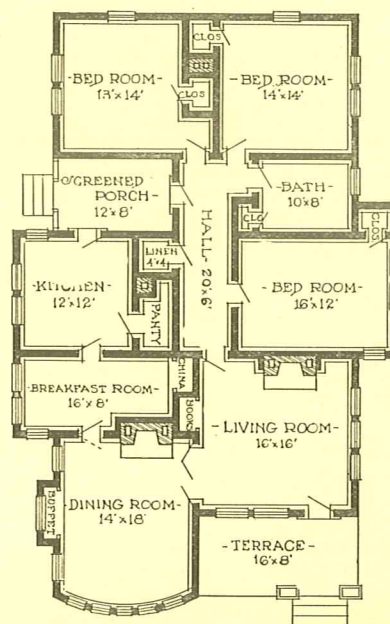 CLOS
-BED ROOM-
13'x14'
-BED ROOM-
14'x14'
CLOS
SCREENED
PORCH-
12'x8'
-BATH-
10'x8'
CLO
CLOS
HALL-20'x6'
LINEN
4'x4'
-KITCHEN-
12'x12'
PANTY
-BED ROOM-
16'x12'
CHINA
-BREAKFAST ROOM-
16'x8'
BOOKS
-LIVING ROOM-
16'x16'
-DINING ROOM-
14'x18'
BUFFET
-TERRACE-
16'x8'